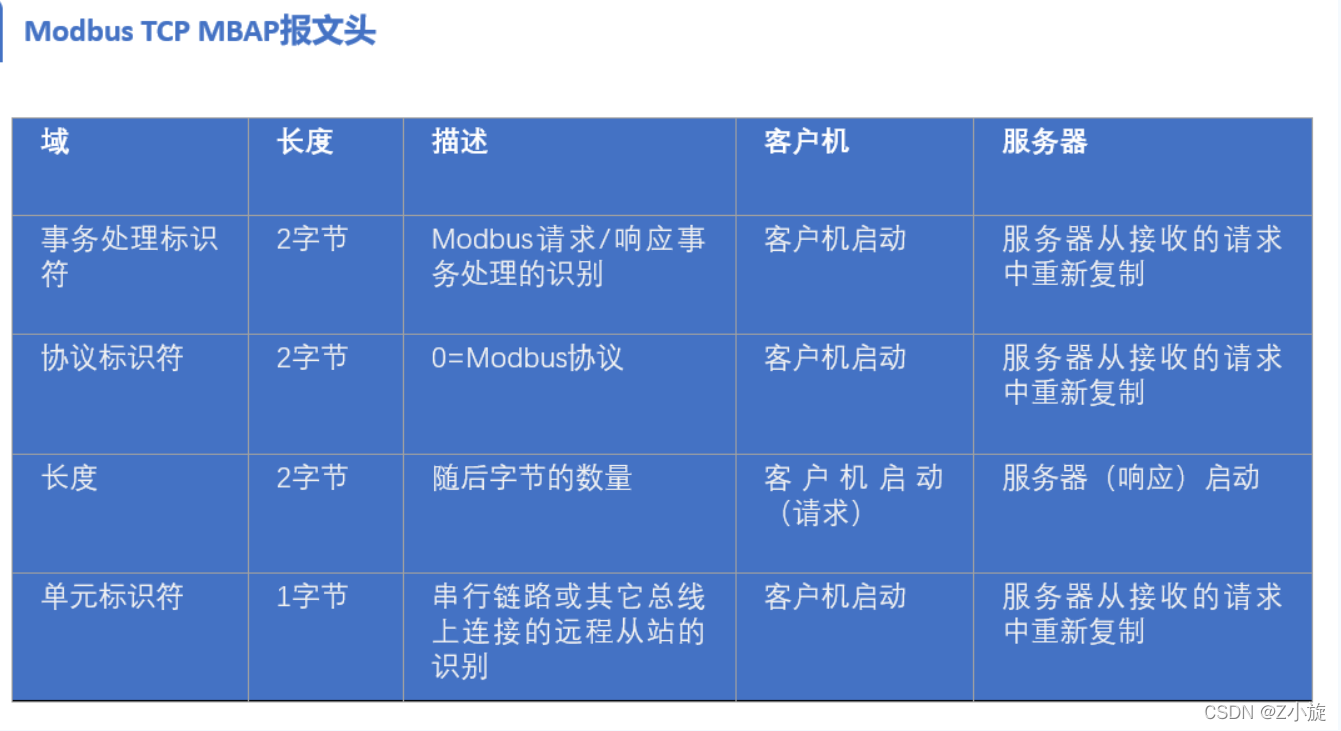 Modbus TCP MBAP报文头
域 长度 描述 客户机 服务器
事务处理标识
符
2字节
Modbus请求/响应事
务处理的识别
客户机启动
服务器从接收的请求
中重新复制
协议标识符
2字节
0=Modbus协议
客户机启动
服务器从接收的请求
中重新复制
长度
2字节
随后字节的数量
客户机启动
（请求）
服务器（响应）启动
单元标识符
1字节
串行链路或其它总线
上连接的远程从站的
识别
客户机启动
服务器从接收的请求
中重新复制
CSDN @Z小旋